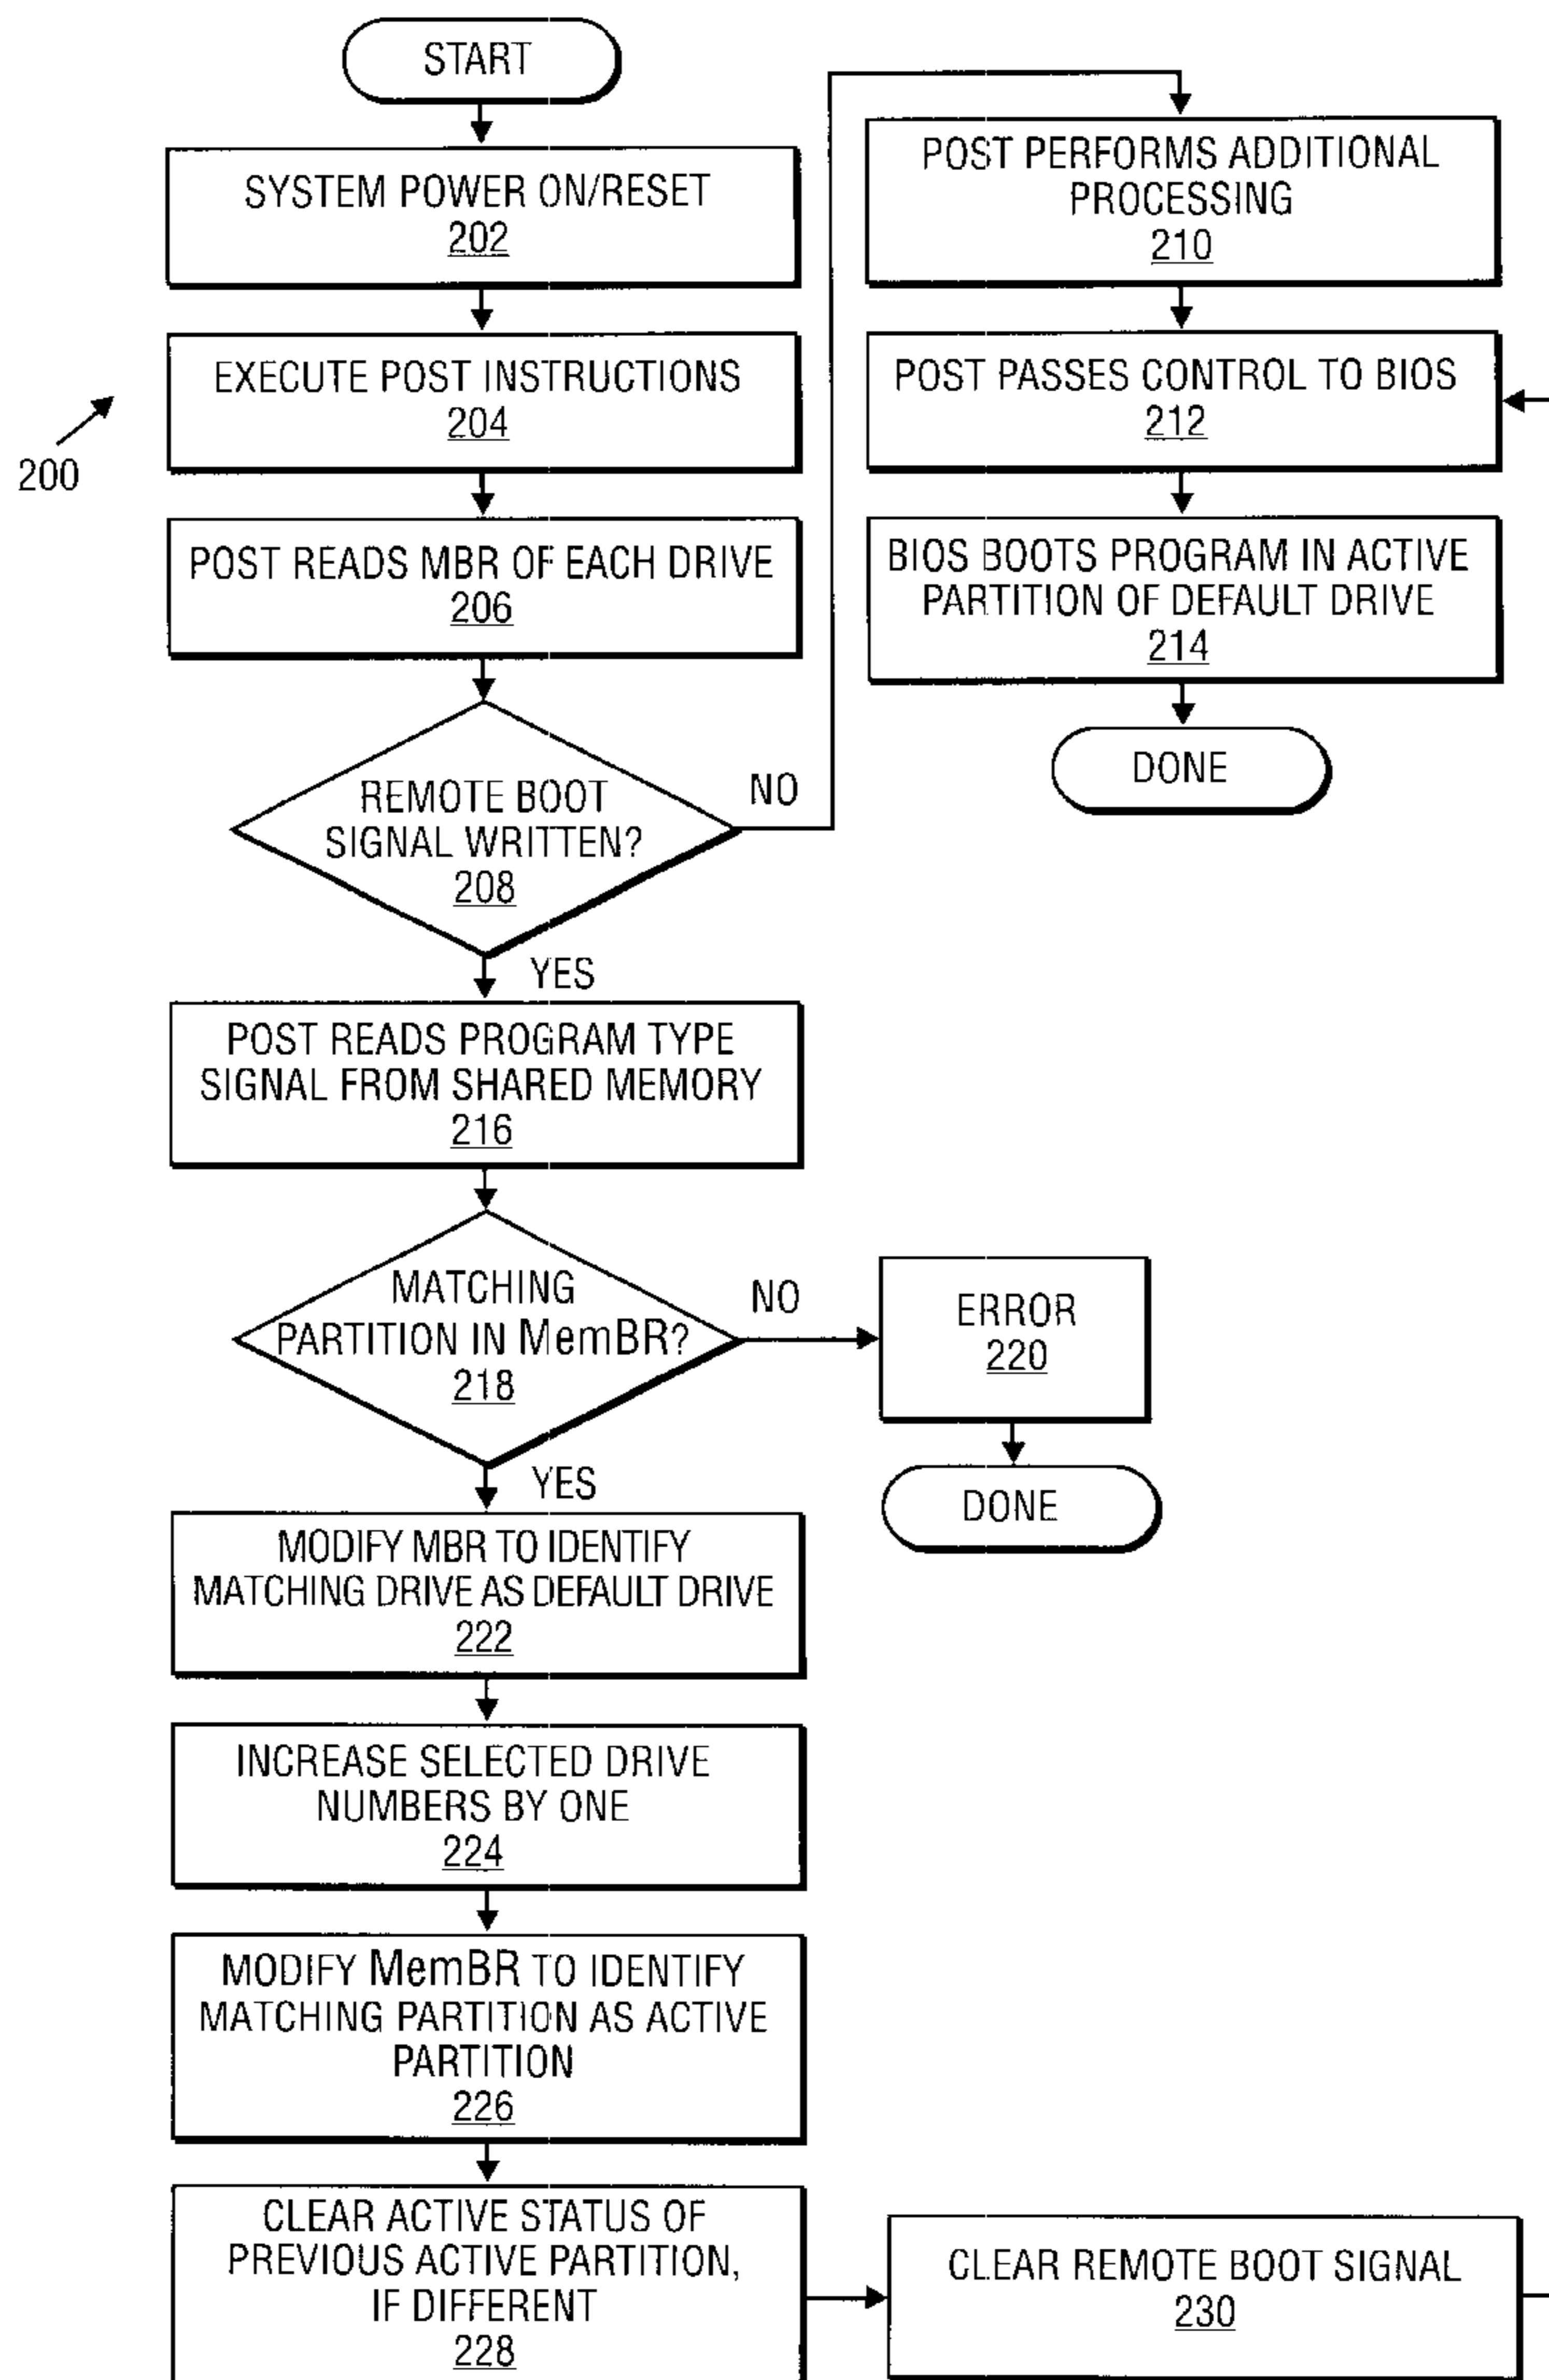 START
SYSTEM POWER ON/RESET
202
EXECUTE POST INSTRUCTIONS
204
200
POST READS MBR OF EACH DRIVE
206
REMOTE BOOT
SIGNAL WRITTEN?
208
NO
YES
POST PERFORMS ADDITIONAL
PROCESSING
210
POST PASSES CONTROL TO BIOS
212
BIOS BOOTS PROGRAM IN ACTIVE
PARTITION OF DEFAULT DRIVE
214
DONE
POST READS PROGRAM TYPE
SIGNAL FROM SHARED MEMORY
216
MATCHING
PARTITION IN MemBR?
218
NO
ERROR
220
DONE
YES
MODIFY MBR TO IDENTIFY
MATCHING DRIVE AS DEFAULT DRIVE
222
INCREASE SELECTED DRIVE
NUMBERS BY ONE
224
MODIFY MemBR TO IDENTIFY
MATCHING PARTITION AS ACTIVE
PARTITION
226
CLEAR ACTIVE STATUS OF
PREVIOUS ACTIVE PARTITION,
IF DIFFERENT
228
CLEAR REMOTE BOOT SIGNAL
230